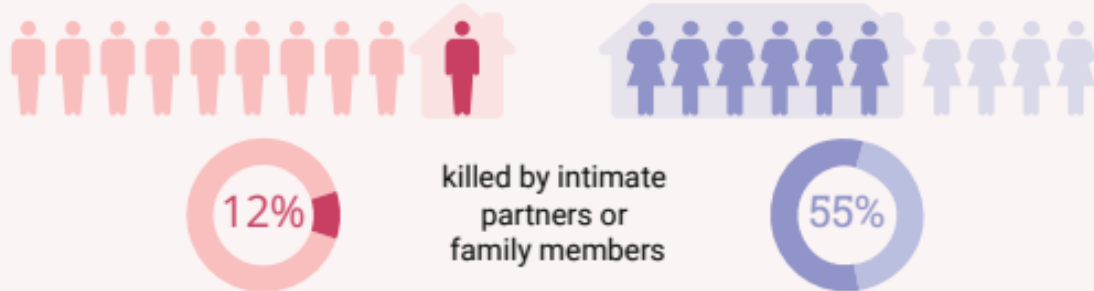 12%
killed by intimate
partners or
family members
55%